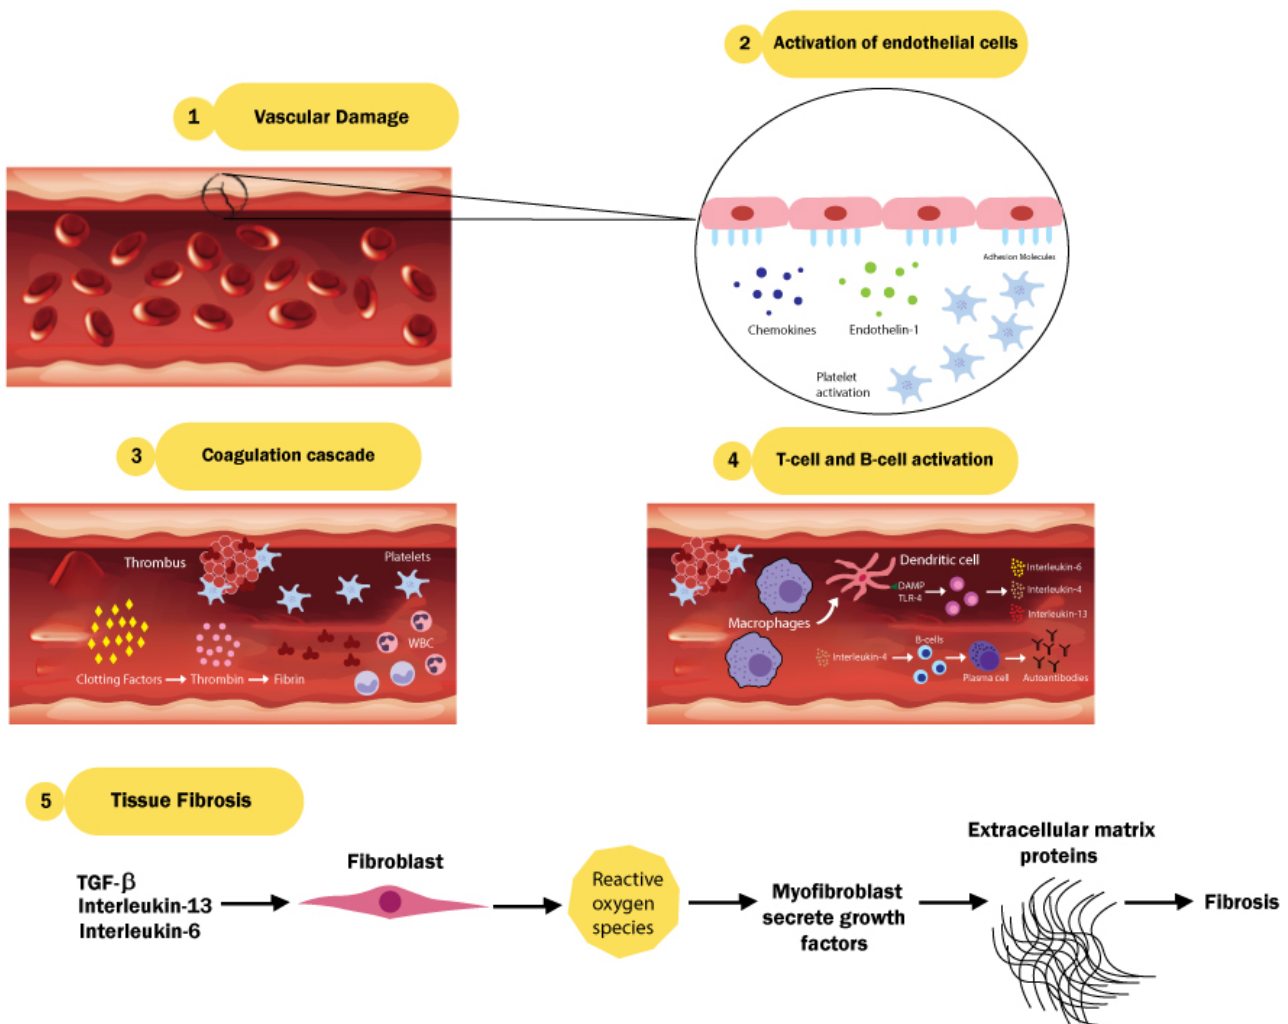 1 Vascular Damage
2 Activation of endothelial cells
Adhesion Molecules
Chemokines
Endothelin-1
Platelet
activation
3 Coagulation cascade
Thrombus
Platelets
WBC
Clotting Factors
Thrombin
Fibrin
4 T-cell and B-cell activation
Dendritic cell
Interleukin-6
DAMP
TLR-4
Interleukin-4
Interleukin-13
Macrophages
B-cells
Interleukin-4
Plasma cell
Autoantibodies
5 Tissue Fibrosis
TGF-β
Interleukin-13
Interleukin-6
Fibroblast
Reactive
oxygen
species
Myofibroblast
secrete growth
factors
Extracellular matrix
proteins
Fibrosis